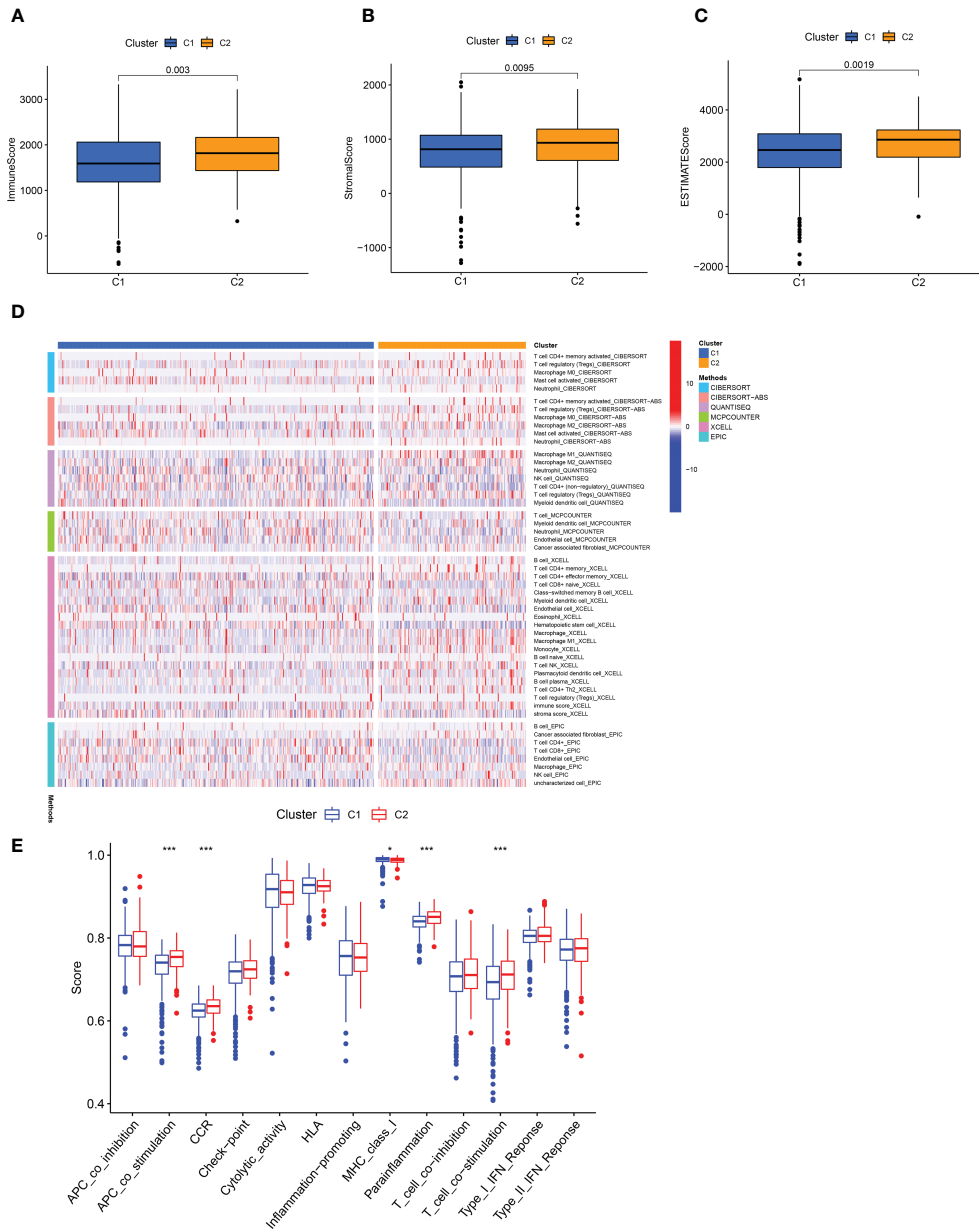 A
Cluster C1 C2
0.003
ImmuneScore
3000
2000
1000
0
C1 C2
B
Cluster C1 C2
0.0095
StromalScore
2000
1000
0
−1000
C1 C2
C
Cluster C1 C2
0.0019
ESTIMATEScore
4000
2000
0
−2000
C1 C2
D
Cluster
T cell CD4+ memory activated_CIBERSORT
T cell regulatory (Tregs)_CIBERSORT
Macrophage M0_CIBERSORT
Mast cell activated_CIBERSORT
Neutrophil_CIBERSORT
T cell CD4+ memory activated_CIBERSORT-ABS
T cell regulatory (Tregs)_CIBERSORT-ABS
Macrophage M0_CIBERSORT-ABS
Macrophage M2_CIBERSORT-ABS
Mast cell activated_CIBERSORT-ABS
Neutrophil_CIBERSORT-ABS
Macrophage M1_QUANTISEQ
Macrophage M2_QUANTISEQ
Neutrophil_QUANTISEQ
NK cell_QUANTISEQ
T cell CD4+ (non-regulatory)_QUANTISEQ
T cell regulatory (Tregs)_QUANTISEQ
Myeloid dendritic cell_QUANTISEQ
T cell_MCPCOUNTER
Myeloid dendritic cell_MCPCOUNTER
Neutrophil_MCPCOUNTER
Endothelial cell_MCPCOUNTER
Cancer associated fibroblast_MCPCOUNTER
B cell_XCELL
T cell CD4+ memory_XCELL
T cell CD4+ effector memory_XCELL
T cell CD8+ naive_XCELL
Class-switched memory B cell_XCELL
Myeloid dendritic cell_XCELL
Endothelial cell_XCELL
Eosinophil_XCELL
Hematopoietic stem cell_XCELL
Macrophage_XCELL
Macrophage M1_XCELL
Monocyte_XCELL
B cell naive_XCELL
T cell NK_XCELL
Plasmacytoid dendritic cell_XCELL
B cell plasma_XCELL
T cell CD4+ Th2_XCELL
T cell regulatory (Tregs)_XCELL
immune score_XCELL
stroma score_XCELL
B cell_EPIC
Cancer associated fibroblast_EPIC
T cell CD4+_EPIC
T cell CD8+_EPIC
Endothelial cell_EPIC
Macrophage_EPIC
NK cell_EPIC
uncharacterized cell_EPIC
Methods
10
0
−10
Cluster
C1
C2
Methods
CIBERSORT
CIBERSORT-ABS
QUANTISEQ
MCPCOUNTER
XCELL
EPIC
E
Cluster C1 C2
*** *** * *** ***
Score
1.0
0.8
0.6
0.4
APC_co_inhibition
APC_co_stimulation
CCR
Check-point
Cytolytic_activity
HLA
Inflammation-promoting
MHC_class_I
Parainflammation
T_cell_co-inhibition
T_cell_co-stimulation
Type_I_IFN_Reponse
Type_II_IFN_Reponse